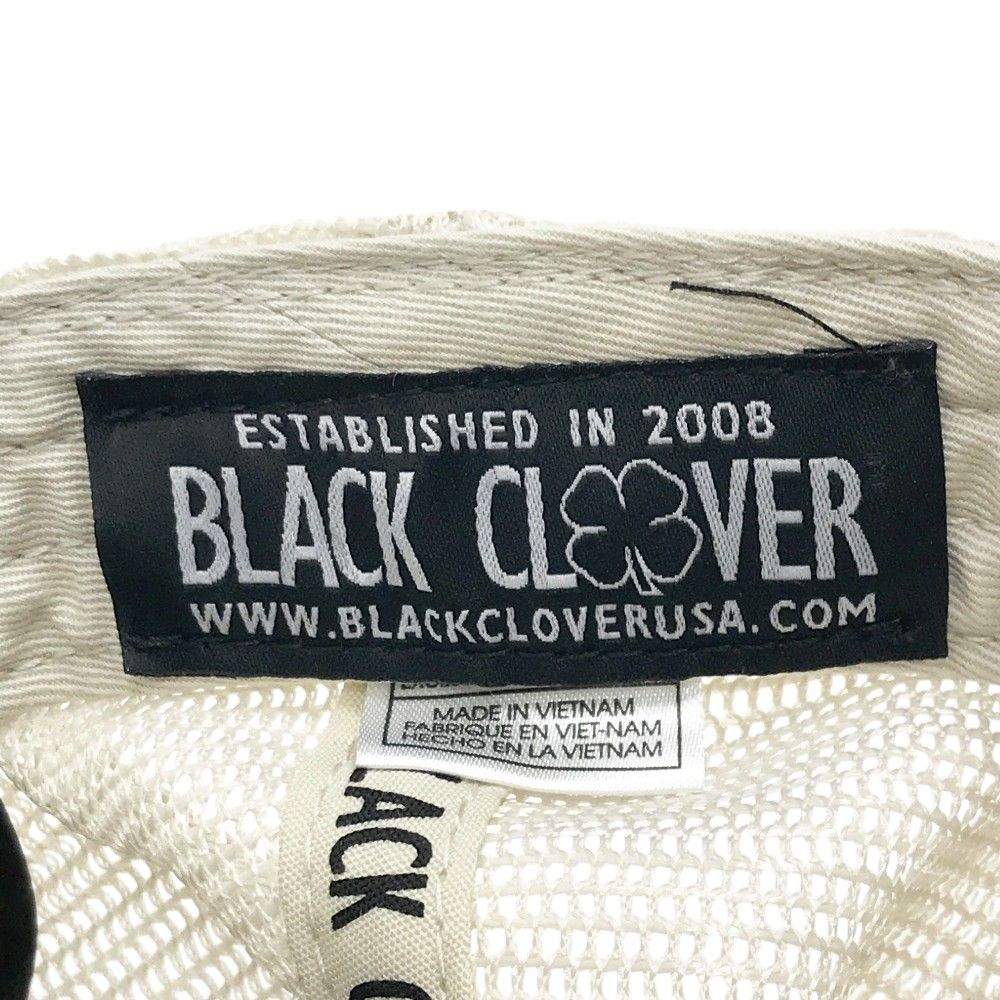 ESTABLISHED IN 2008
BLACK CLOVER
WWW.BLACKCLOVERUSA.COM
MADE IN VIETNAM
FABRIQUE EN VIET-NAM
HECHO EN LA VIETNAM
LACK